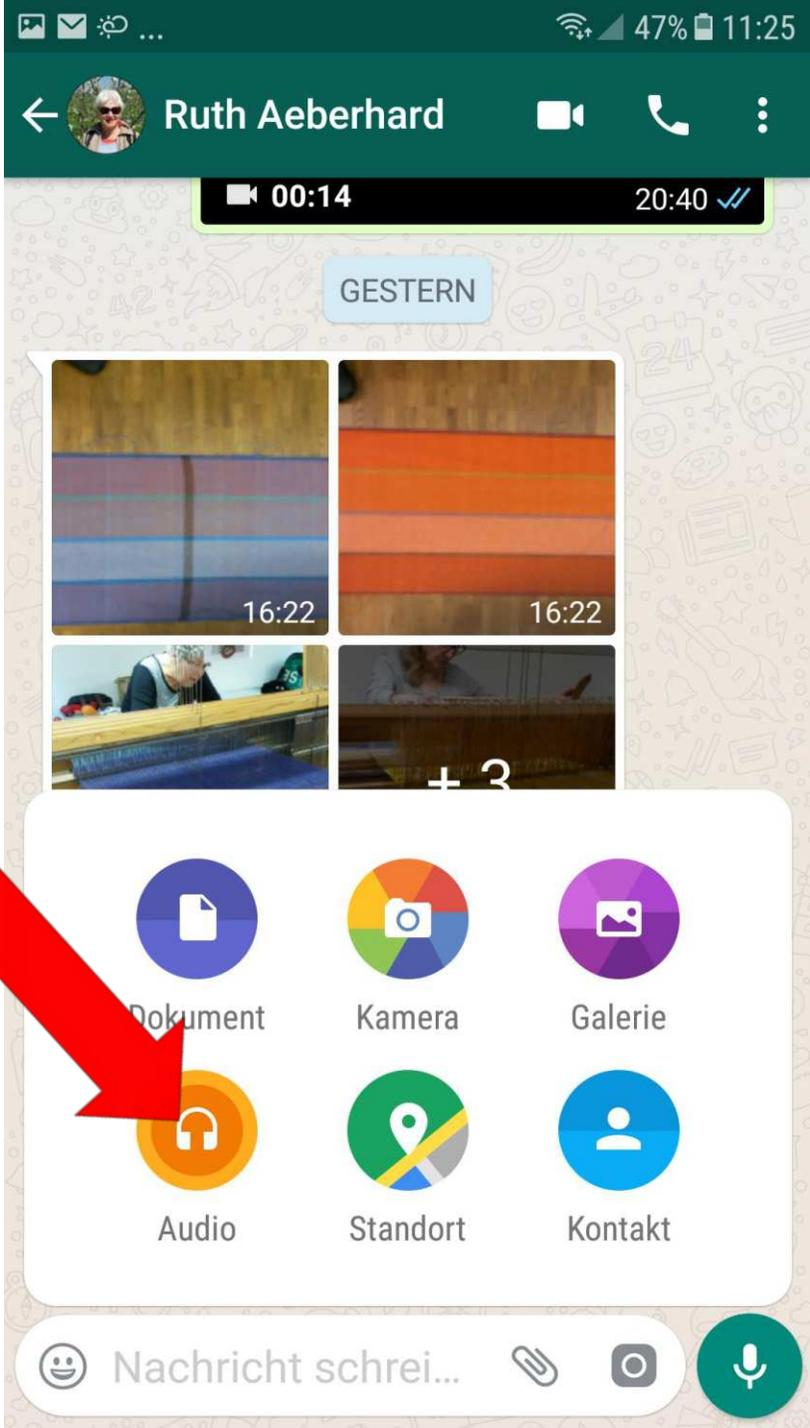 ... 47% 11:25
Ruth Aeberhard
00:14 20:40
GESTERN
16:22 16:22
+ 3
Dokument Kamera Galerie
Audio Standort Kontakt
Nachricht schrei...